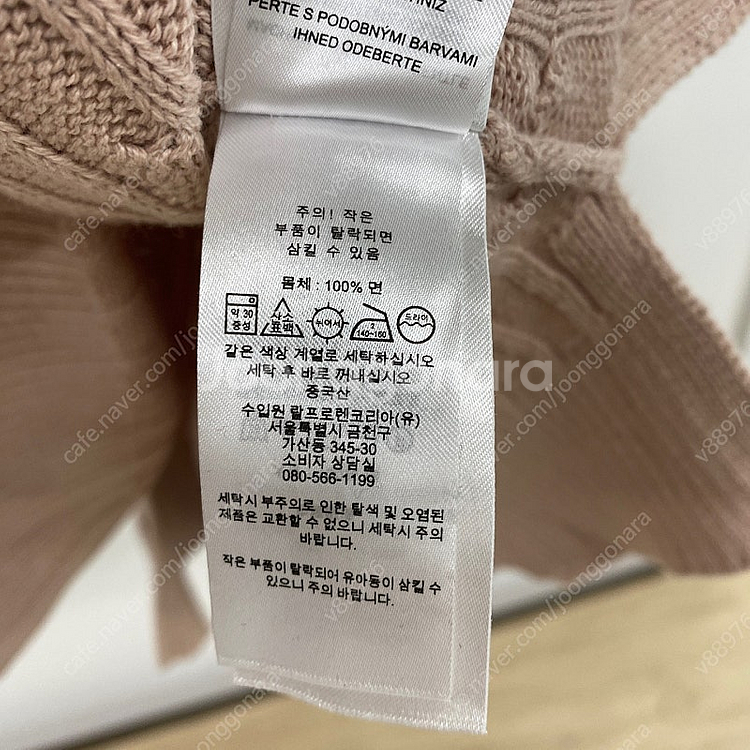 PERTE S PODOBNÝMI BARVAMI
IHNED ODEBERTE
주의! 작은
부품이 탈락되면
삼킬 수 있음
몸체 : 100% 면
약 30
중성
산소
표백
뉘어서
2
140~160
드라이
같은 색상 계열로 세탁하십시오
세탁 후 바로 꺼내십시오
중국산
수입원 랄프로렌코리아(유)
서울특별시 금천구
가산동 345-30
소비자 상담실
080-566-1199
세탁시 부주의로 인한 탈색 및 오염된
제품은 교환할 수 없으니 세탁시 주의
바랍니다.
작은 부품이 탈락되어 유아동이 삼킬 수
있으니 주의 바랍니다.
joonggonara
cafe.naver.com/joonggonara